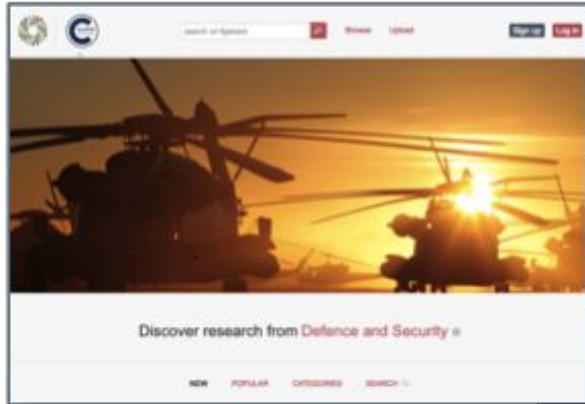 search on figshare
Browse
Upload
Sign up
Log in
Discover research from Defence and Security
NEW
POPULAR
CATEGORIES
SEARCH